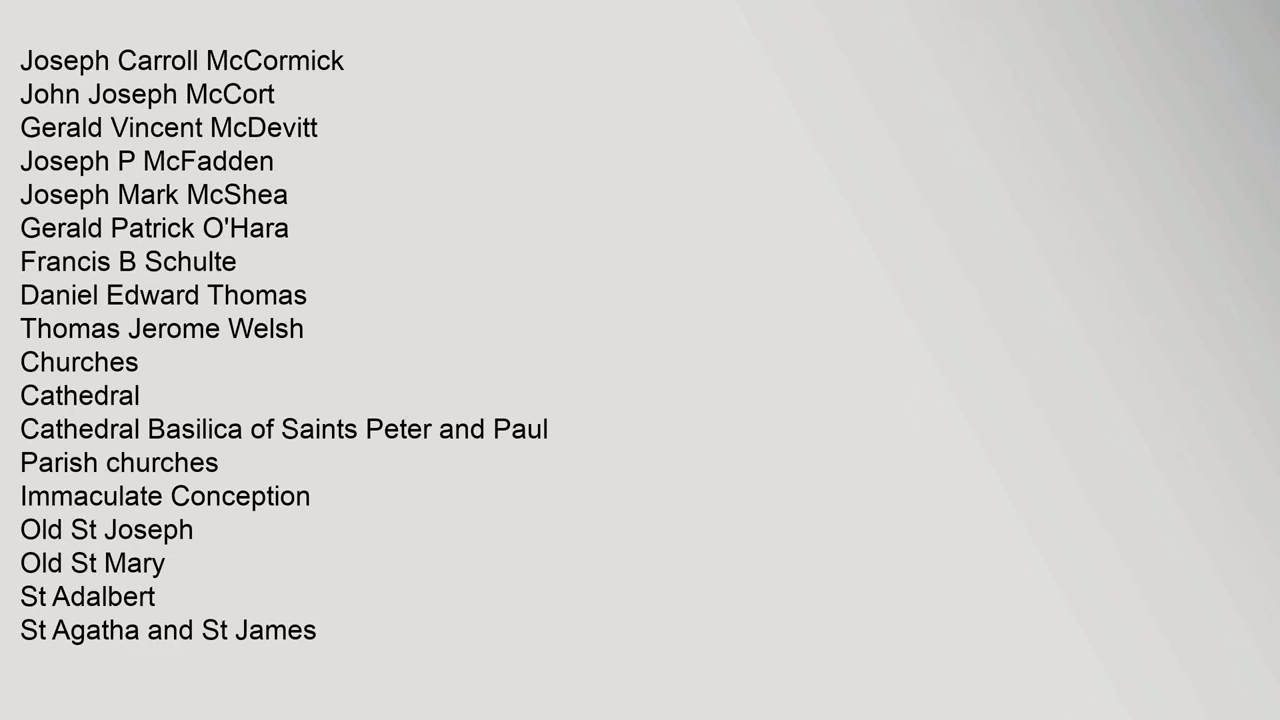 Joseph Carroll McCormick
John Joseph McCort
Gerald Vincent McDevitt
Joseph P McFadden
Joseph Mark McShea
Gerald Patrick O'Hara
Francis B Schulte
Daniel Edward Thomas
Thomas Jerome Welsh
Churches
Cathedral
Cathedral Basilica of Saints Peter and Paul
Parish churches
Immaculate Conception
Old St Joseph
Old St Mary
St Adalbert
St Agatha and St James